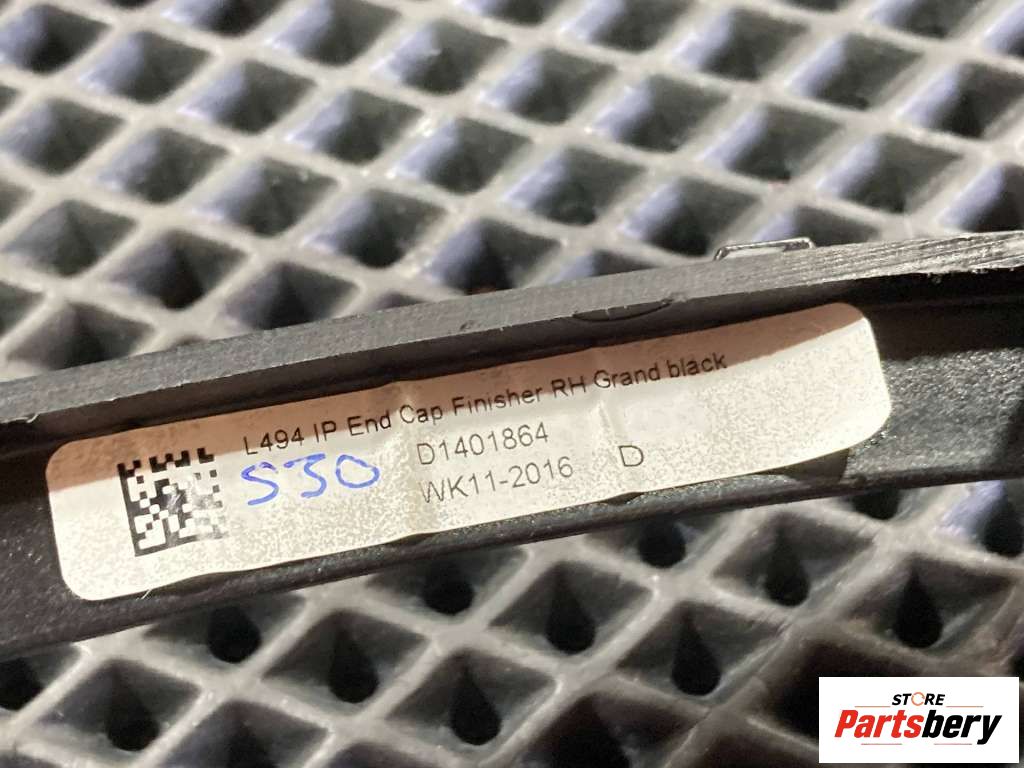 L494 IP End Cap Finisher RH Grand black
S30
D1401864
WK11-2016
D
STORE
Partsbery